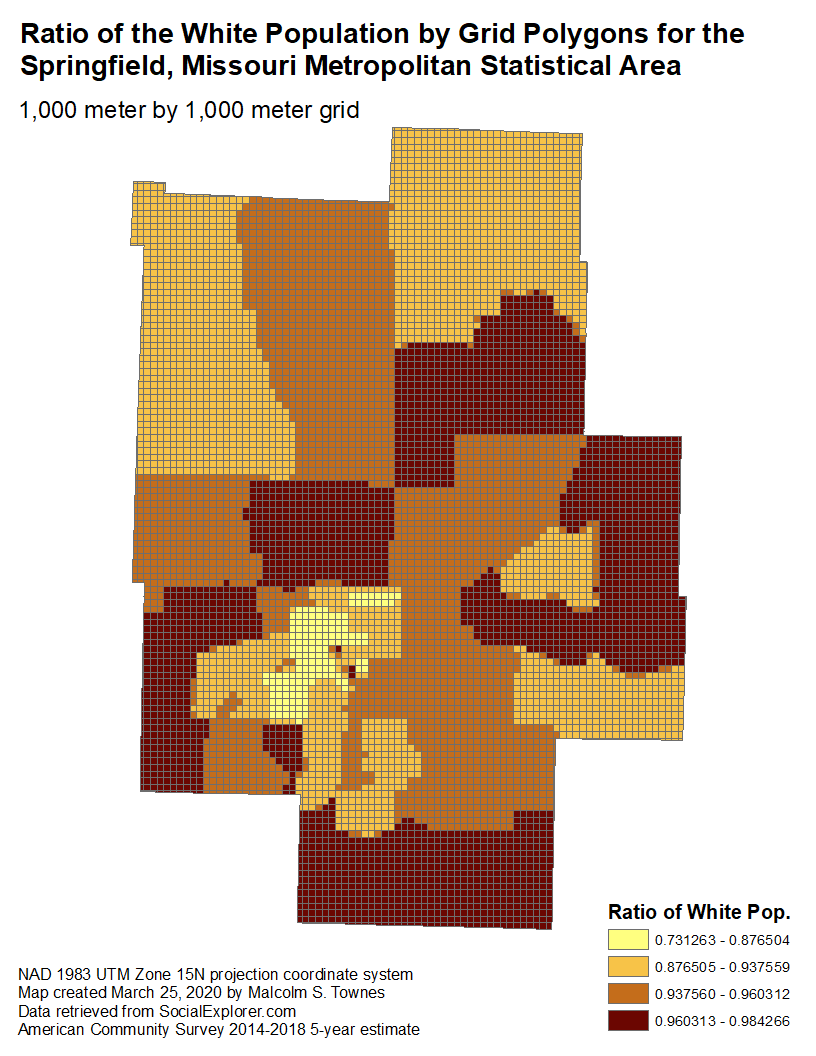 Ratio of the White Population by Grid Polygons for the
Springfield, Missouri Metropolitan Statistical Area
1,000 meter by 1,000 meter grid
Ratio of White Pop.
0.731263 - 0.876504
0.876505 - 0.937559
0.937560 - 0.960312
0.960313 - 0.984266
NAD 1983 UTM Zone 15N projection coordinate system
Map created March 25, 2020 by Malcolm S. Townes
Data retrieved from SocialExplorer.com
American Community Survey 2014-2018 5-year estimate